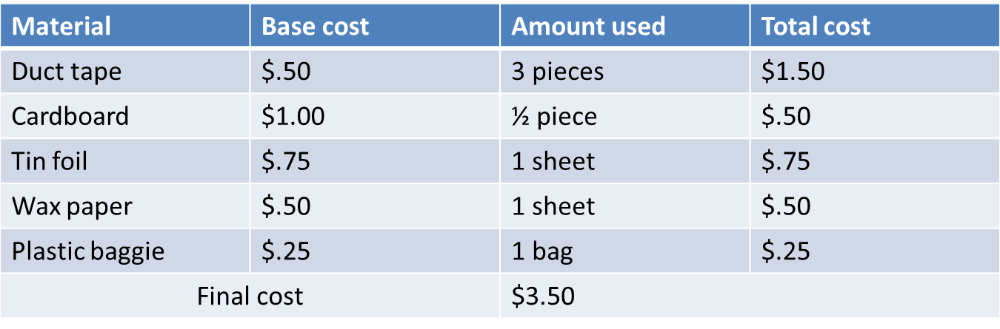 Material Base cost Amount used Total cost
Duct tape $.50 3 pieces $1.50
Cardboard $1.00 ½ piece $.50
Tin foil $.75 1 sheet $.75
Wax paper $.50 1 sheet $.50
Plastic baggie $.25 1 bag $.25
Final cost $3.50